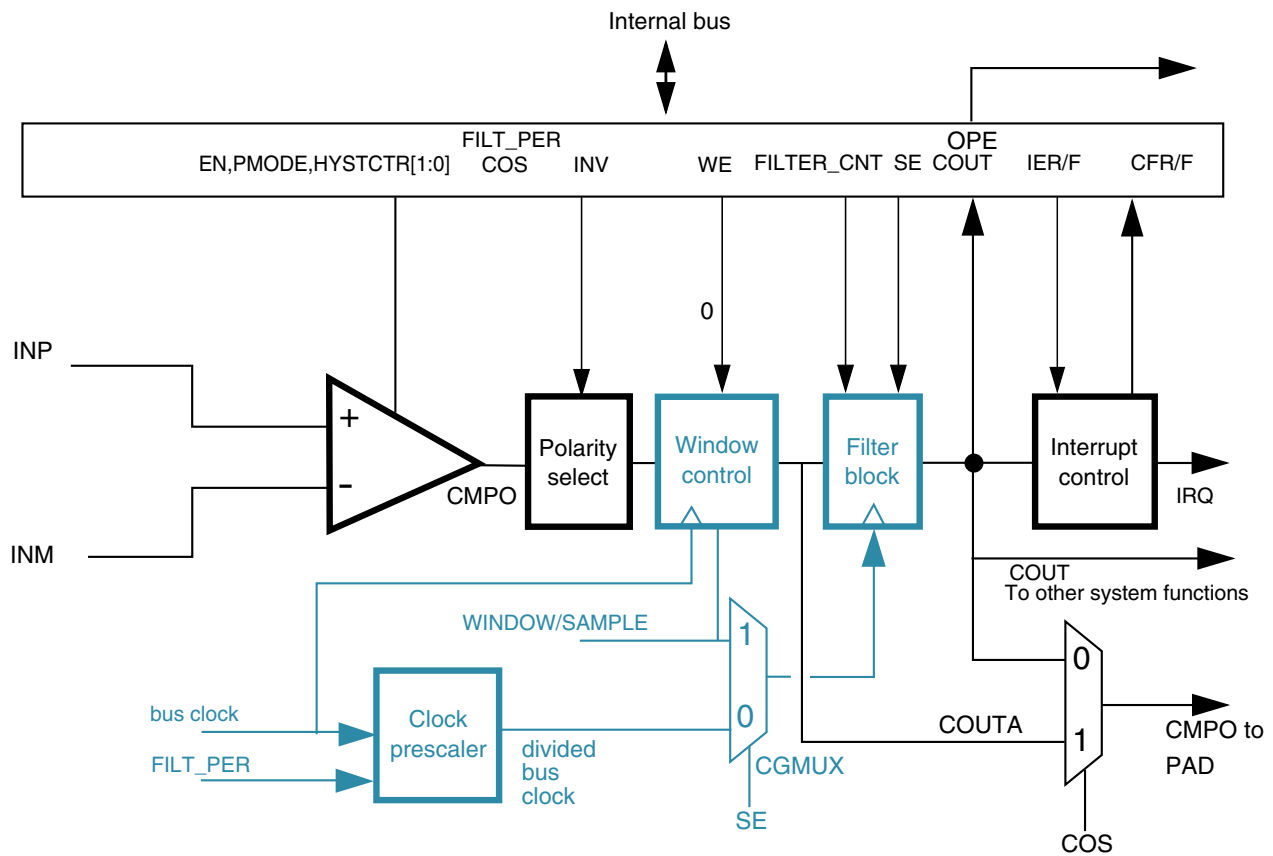 Internal bus
FILT_PER
OPE
EN,PMODE,HYSTCTR[1:0]
COS
INV
WE
FILTER_CNT
SE
COUT
IER/F
CFR/F
0
INP
+
-
INM
CMPO
Polarity
select
Window
control
Filter
block
Interrupt
control
IRQ
COUT
To other system functions
WINDOW/SAMPLE
1
0
bus clock
FILT_PER
Clock
prescaler
divided
bus
clock
CGMUX
SE
COUTA
0
1
CMPO to
PAD
COS